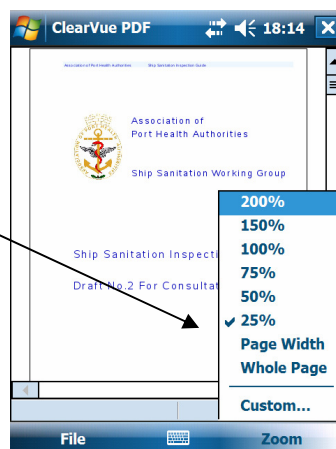 ClearVue PDF 18:14
Association of Port Health Authorities Ship Sanitation Inspection Guide
Association of
Port Health Authorities
Ship Sanitation Working Group
Ship Sanitation Inspecti
Draft No.2 For Consultat
200%
150%
100%
75%
50%
25%
Page Width
Whole Page
Custom...
File Zoom